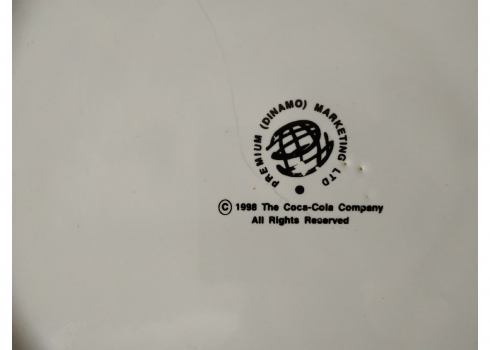 PREMIUM (DINAMO) MARKETING LTD
© 1998 The Coca-Cola Company
All Rights Reserved